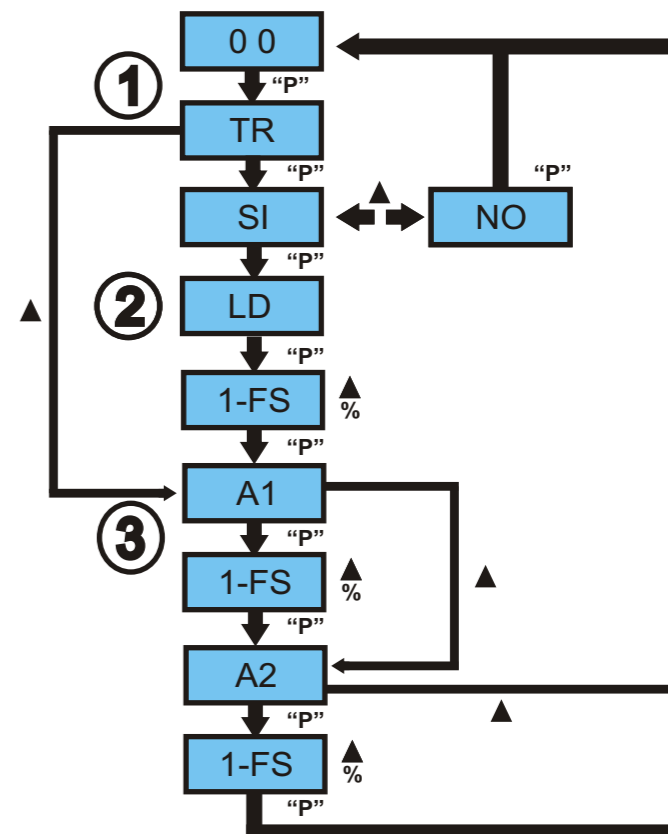 0 0
1
“P”
TR
“P”
“P”
▲
SI
NO
“P”
2
LD
▲
“P”
1-FS
▲
%
“P”
A1
3
“P”
1-FS
▲
%
▲
“P”
A2
“P”
▲
1-FS
▲
%
“P”